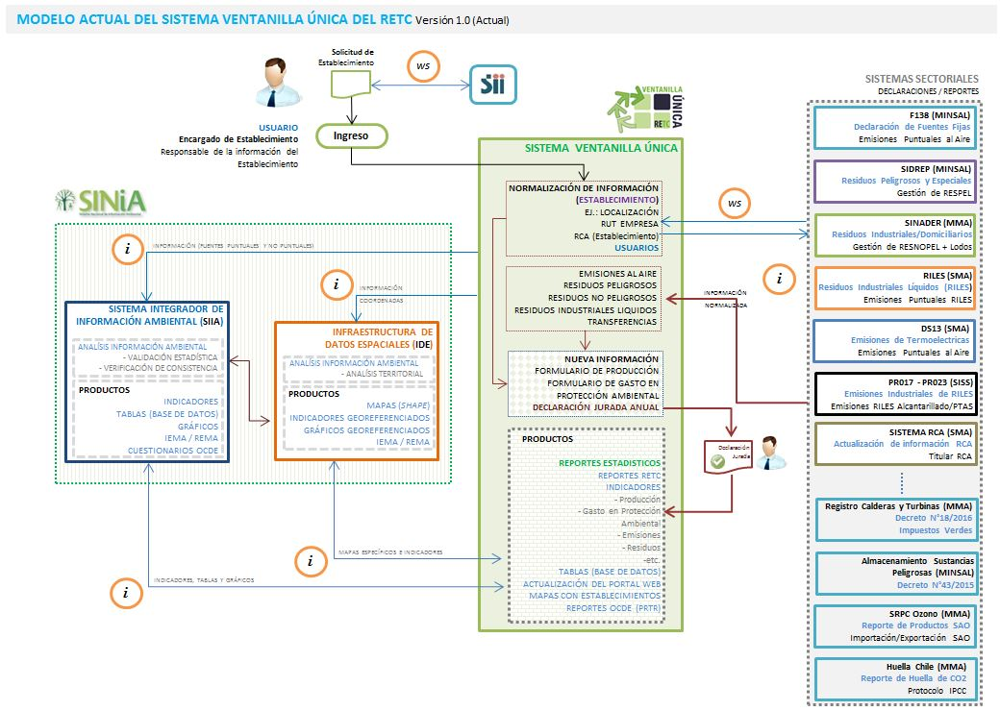 MODELO ACTUAL DEL SISTEMA VENTANILLA ÚNICA DEL RETC Versión 1.0 (Actual)
Solicitud de
Establecimiento
ws
sii
USUARIO
Encargado de Establecimiento
Responsable de la información del
Establecimiento
Ingreso
VENTANILLA
ÚNICA
RETC
SISTEMA VENTANILLA ÚNICA
NORMALIZACIÓN DE INFORMACIÓN
(ESTABLECIMIENTO)
EJ.: LOCALIZACIÓN
RUT EMPRESA
RCA (Establecimiento)
USUARIOS
EMISIONES AL AIRE
RESIDUOS PELIGROSOS
RESIDUOS NO PELIGROSOS
RESIDUOS INDUSTRIALES LIQUIDOS
TRANSFERENCIAS
NUEVA INFORMACIÓN
FORMULARIO DE PRODUCCIÓN
FORMULARIO DE GASTO EN
PROTECCIÓN AMBIENTAL
DECLARACIÓN JURADA ANUAL
PRODUCTOS
REPORTES ESTADISTICOS
REPORTES RETC
INDICADORES
- Producción
- Gasto en Protección
Ambiental
- Emisiones
- Residuos
-etc.
TABLAS (BASE DE DATOS)
ACTUALIZACIÓN DEL PORTAL WEB
MAPAS CON ESTABLECIMIENTOS
REPORTES OCDE (PRTR)
ws
i
INFORMACIÓN
NORMALIZADA
Declaración
Jurada
SINiA
i
INFORMACIÓN (FUENTES PUNTUALES Y NO PUNTUALES)
i
INFORMACIÓN
COORDENADAS
SISTEMA INTEGRADOR DE
INFORMACIÓN AMBIENTAL (SIIA)
ANALÍSIS INFORMACIÓN AMBIENTAL
- VALIDACIÓN ESTADÍSTICA
- VERIFICACIÓN DE CONSISTENCIA
PRODUCTOS
INDICADORES
TABLAS (BASE DE DATOS)
GRÁFICOS
IEMA / REMA
CUESTIONARIOS OCDE
INFRAESTRUCTURA DE
DATOS ESPACIALES (IDE)
ANALÍSIS INFORMACIÓN AMBIENTAL
- ANALÍSIS TERRITORIAL
PRODUCTOS
MAPAS (SHAPE)
INDICADORES GEOREFERENCIADOS
GRÁFICOS GEOREFERENCIADOS
IEMA / REMA
i
MAPAS ESPECÍFICOS E INDICADORES
i
INDICADORES, TABLAS Y GRÁFICOS
SISTEMAS SECTORIALES
DECLARACIONES / REPORTES
F138 (MINSAL)
Declaración de Fuentes Fijas
Emisiones Puntuales al Aire
SIDREP (MINSAL)
Residuos Peligrosos y Especiales
Gestión de RESPEL
SINADER (MMA)
Residuos Industriales/Domiciliarios
Gestión de RESNOPEL + Lodos
RILES (SMA)
Residuos Industriales Líquidos (RILES)
Emisiones Puntuales RILES
DS13 (SMA)
Emisiones de Termoelectricas
Emisiones Puntuales al Aire
PR017 - PR023 (SISS)
Emisiones Industriales de RILES
Emisiones RILES Alcantarillado/PTAS
SISTEMA RCA (SMA)
Actualización de información RCA
Titular RCA
Registro Calderas y Turbinas (MMA)
Decreto N°18/2016
Impuestos Verdes
Almacenamiento Sustancias
Peligrosas (MINSAL)
Decreto N°43/2015
SRPC Ozono (MMA)
Reporte de Productos SAO
Importación/Exportación SAO
Huella Chile (MMA)
Reporte de Huella de CO2
Protocolo IPCC